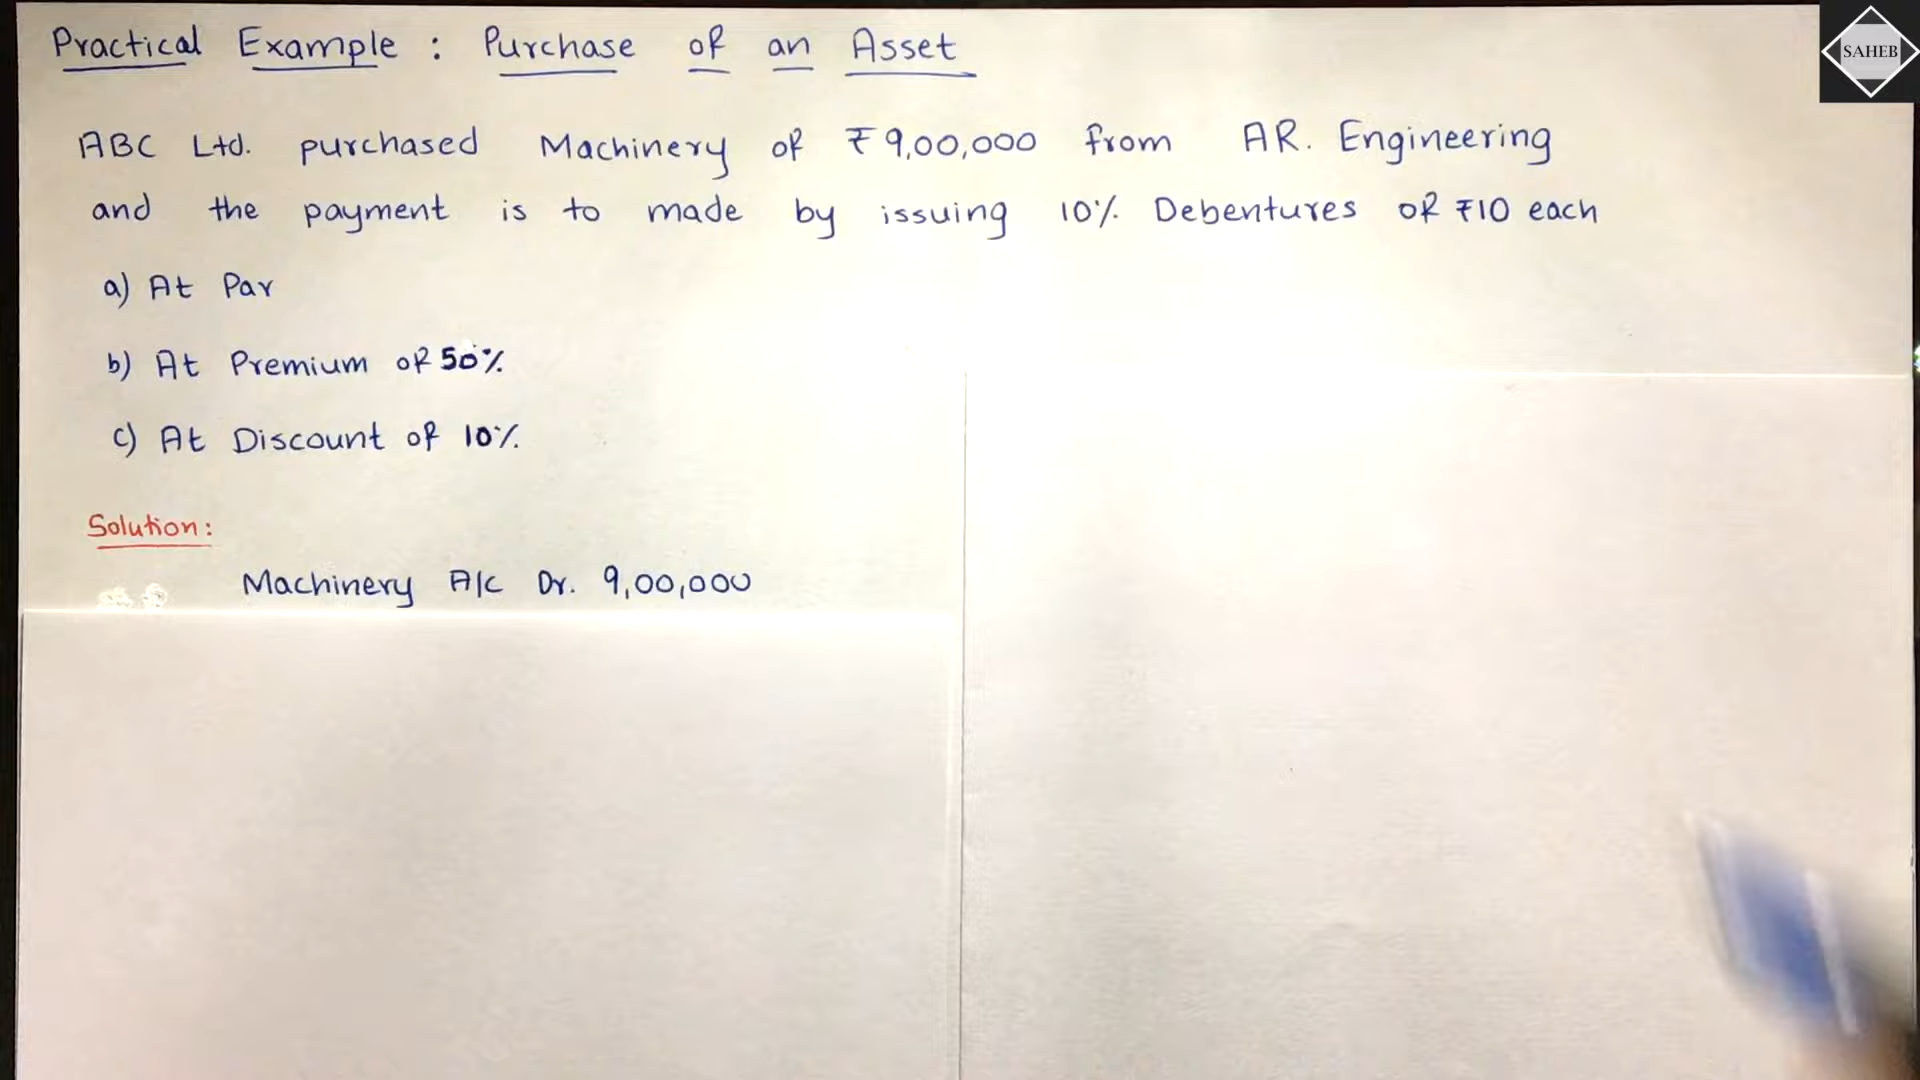 Practical Example : Purchase of an Asset
SAHEB
ABC Ltd. purchased Machinery of ₹9,00,000 from AR. Engineering
and the payment is to made by issuing 10% Debentures of ₹10 each
a) At Par
b) At Premium of 50%
c) At Discount of 10%
Solution:
Machinery A/c Dr. 9,00,000